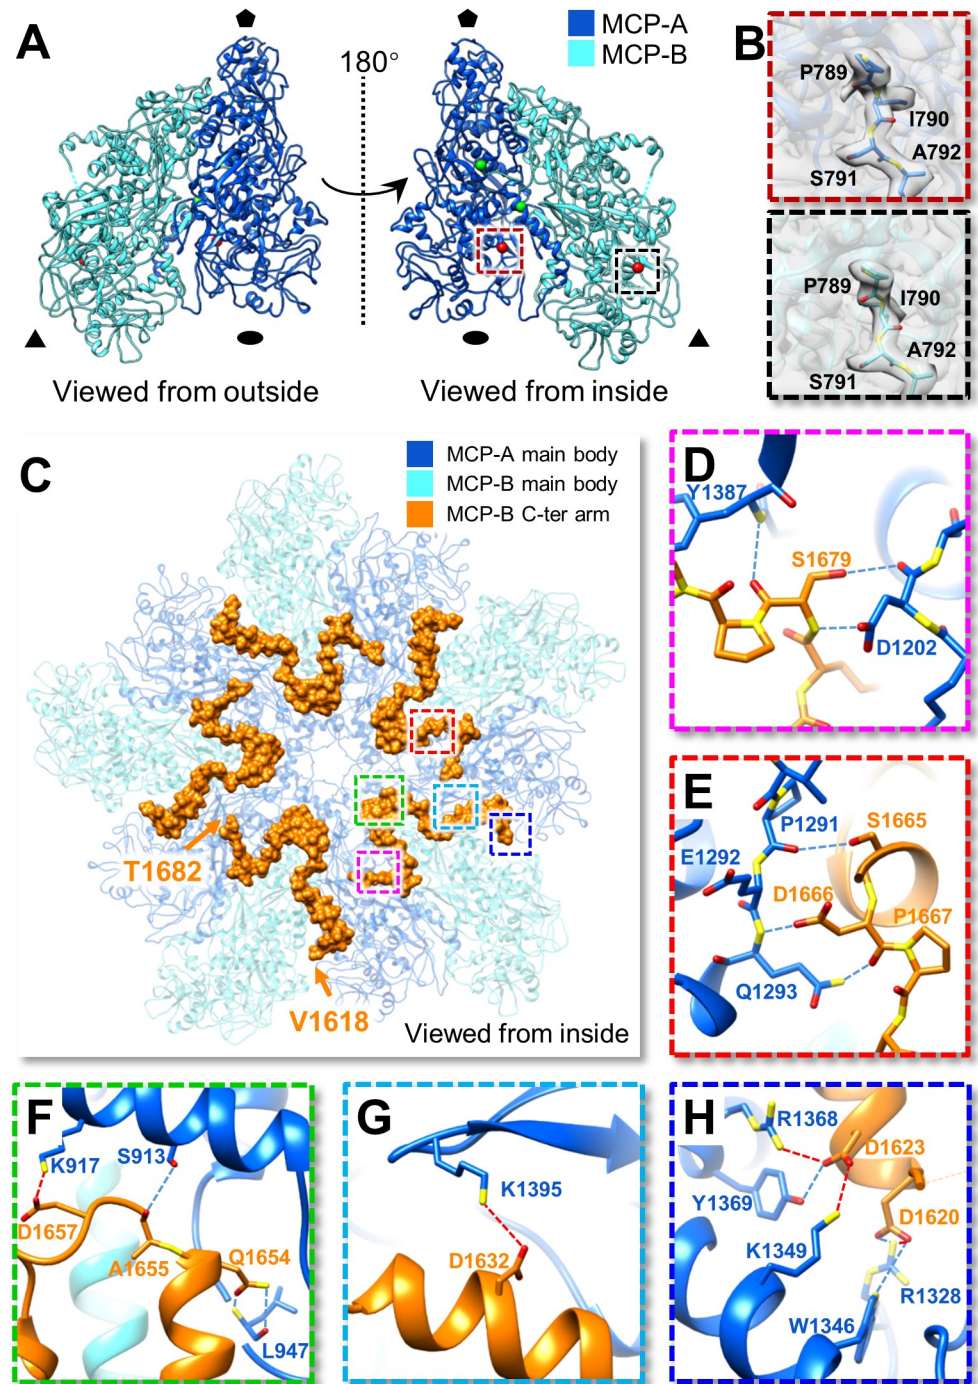 A
180°
MCP-A
MCP-B
Viewed from outside
Viewed from inside
B
P789
I790
A792
S791
P789
I790
A792
S791
C
MCP-A main body
MCP-B main body
MCP-B C-ter arm
T1682
V1618
Viewed from inside
D
Y1387
S1679
D1202
E
P1291
S1665
E1292
D1666
P1667
Q1293
F
K917
S913
D1657
A1655
Q1654
L947
G
K1395
D1632
H
R1368
D1623
Y1369
D1620
K1349
R1328
W1346